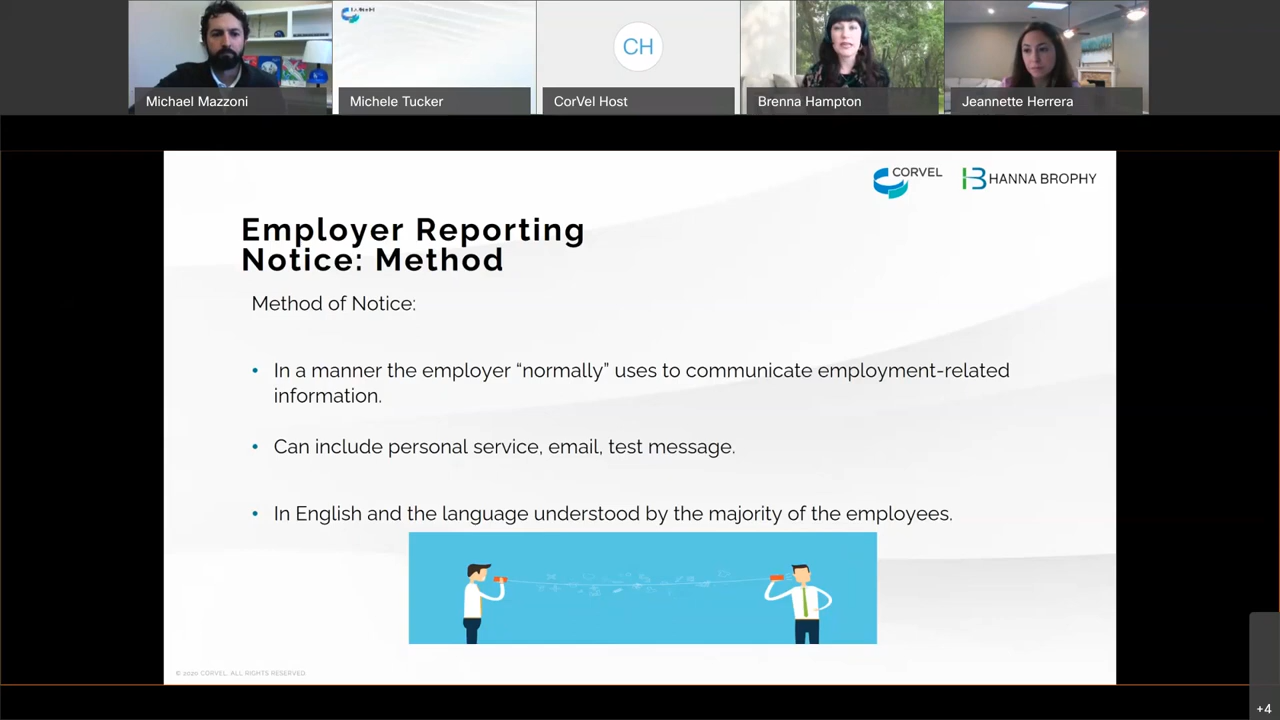 CH
Michael Mazzoni
Michele Tucker
CorVel Host
Brenna Hampton
Jeannette Herrera
CORVEL
HANNA BROPHY
Employer Reporting
Notice: Method
Method of Notice:
• In a manner the employer “normally” uses to communicate employment-related
information.
• Can include personal service, email, test message.
• In English and the language understood by the majority of the employees.
© 2020 CORVEL. ALL RIGHTS RESERVED.
+4